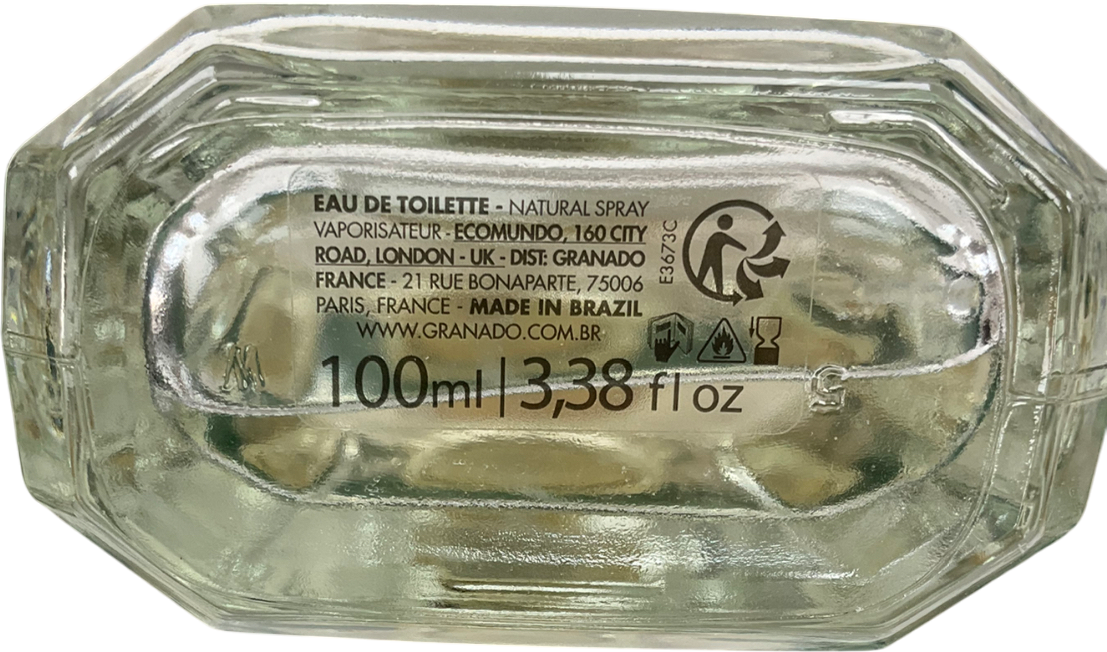 EAU DE TOILETTE - NATURAL SPRAY
VAPORISATEUR - ECOMUNDO, 160 CITY
ROAD, LONDON - UK - DIST: GRANADO
FRANCE - 21 RUE BONAPARTE, 75006
PARIS, FRANCE - MADE IN BRAZIL
WWW.GRANADO.COM.BR
E3673C
100ml | 3,38 fl oz
M
5